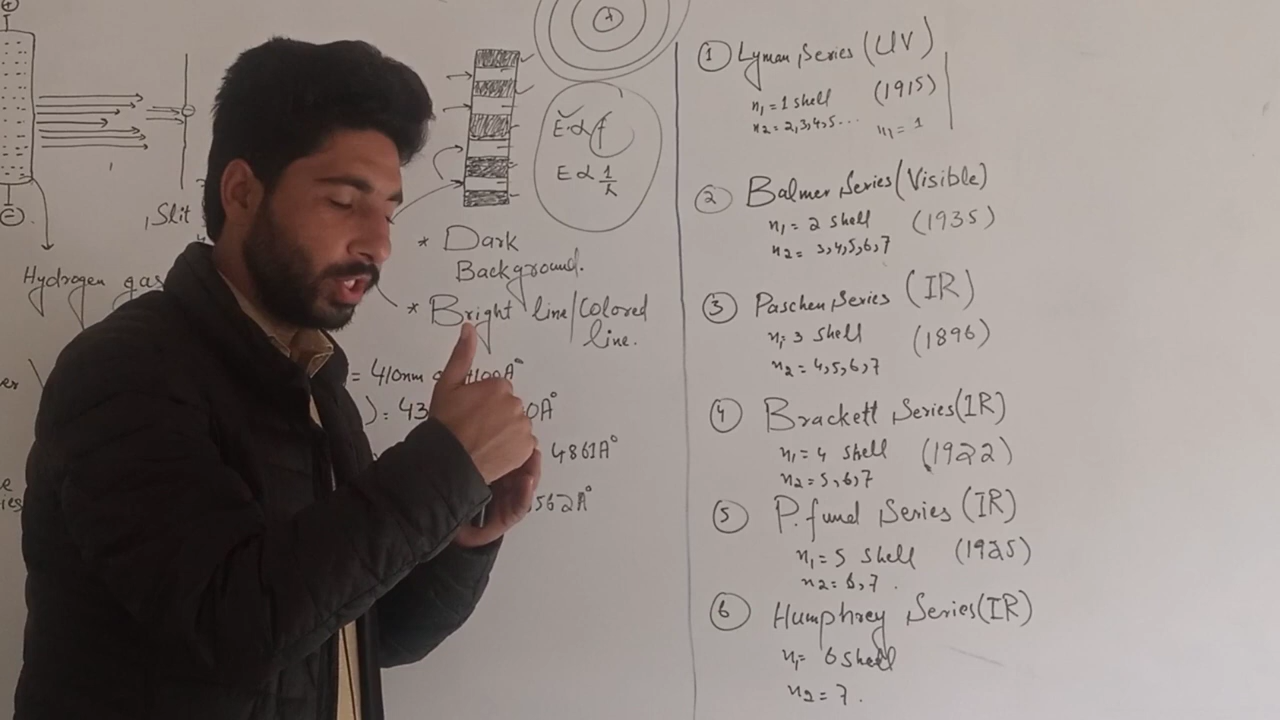 +
-
Slit
Hydrogen gas
+
E ∝ f
E ∝ 1/λ
* Dark
Background.
* Bright line/Colored
line.
= 410nm
4861A°
① Lyman Series (UV)
n₁ = 1 shell (1915)
n₂ = 2,3,4,5... n₁ = 1
② Balmer Series (Visible)
n₁ = 2 shell (1935)
n₂ = 3,4,5,6,7
③ Paschen Series (IR)
n₁ 3 shell (1896)
n₂ = 4,5,6,7
④ Brackett Series (IR)
n₁ = 4 shell (1922)
n₂ = 5,6,7
⑤ P.fund Series (IR)
n₁ = 5 shell (1925)
n₂ = 6,7.
⑥ Humphrey Series (IR)
n₁ = 6 shell
n₂ = 7.